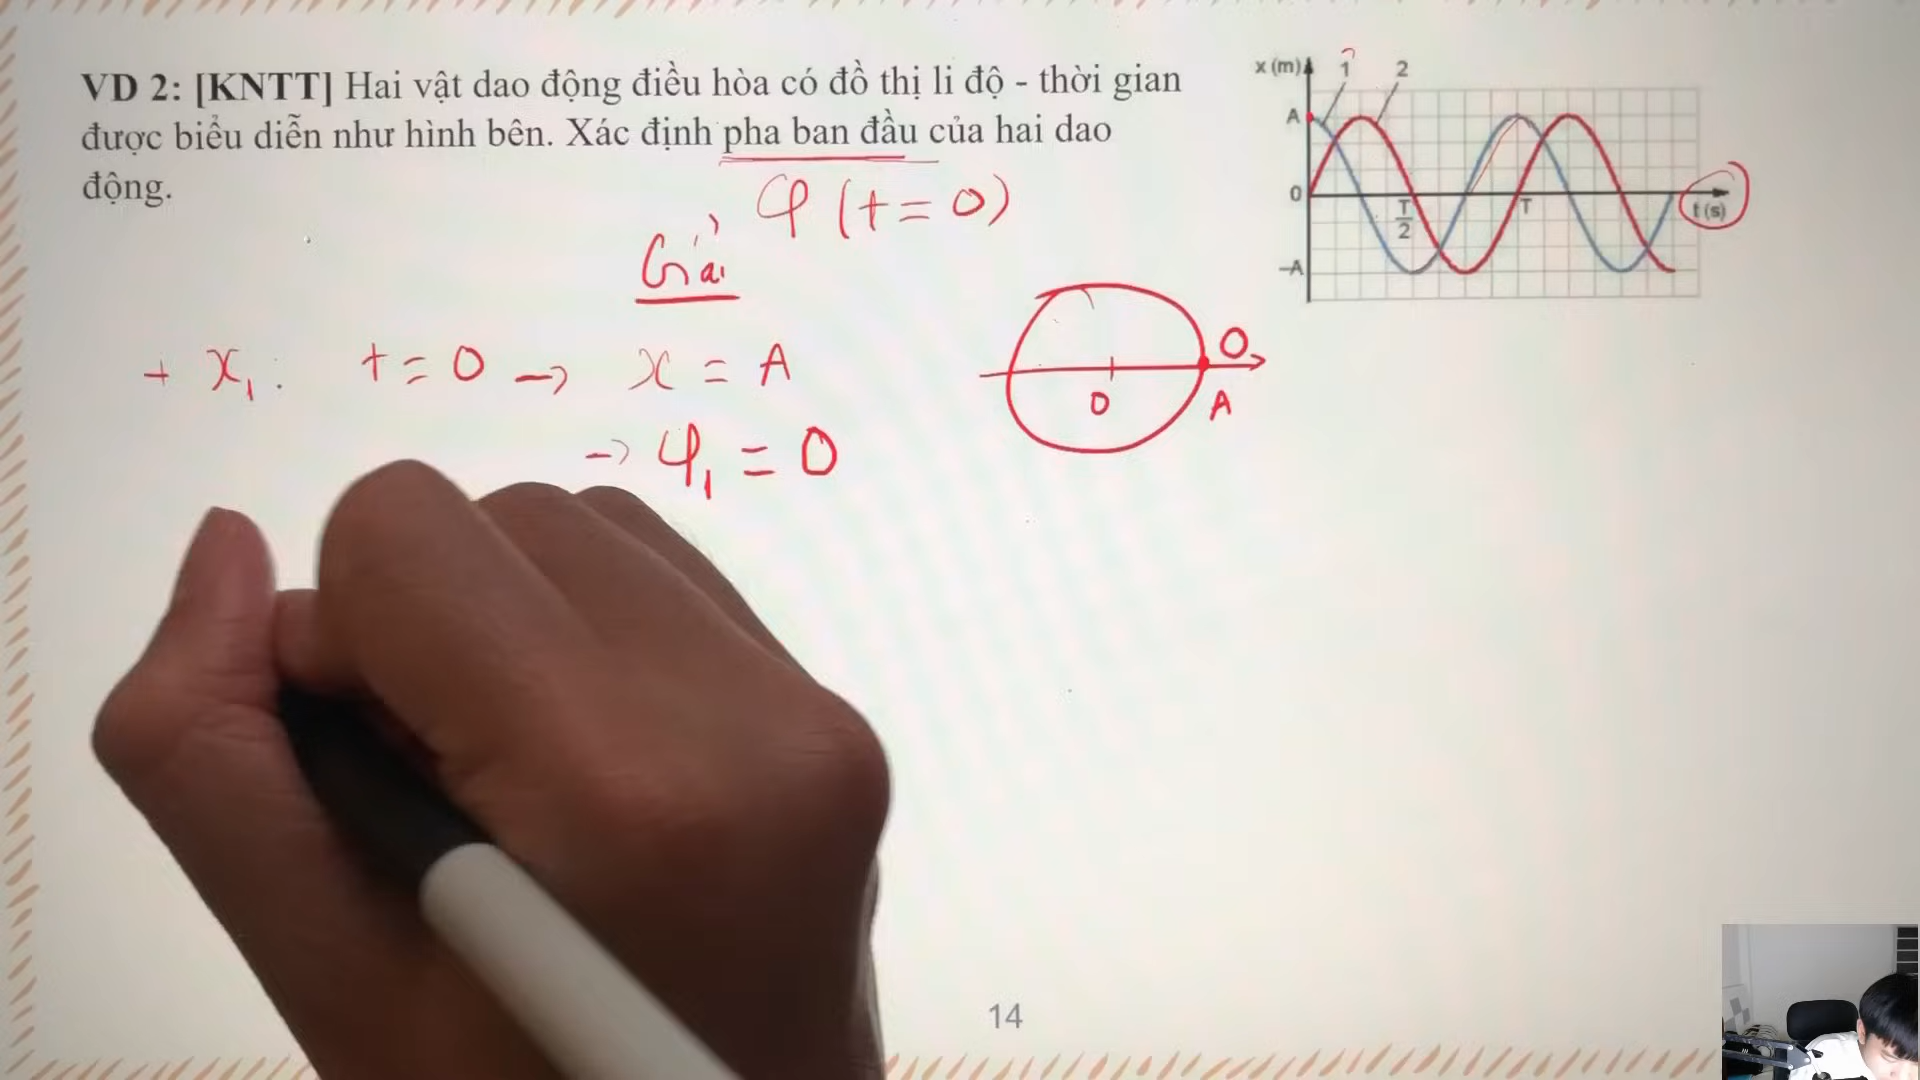 VD 2: [KNTT] Hai vật dao động điều hòa có đồ thị li độ - thời gian
được biểu diễn như hình bên. Xác định pha ban đầu của hai dao
động.
φ (t = 0)
Giải
+ x₁ : t = 0 → x = A
→ φ₁ = 0
O
O
A
x (m)
1
2
A
0
-A
T/2
T
t (s)
14